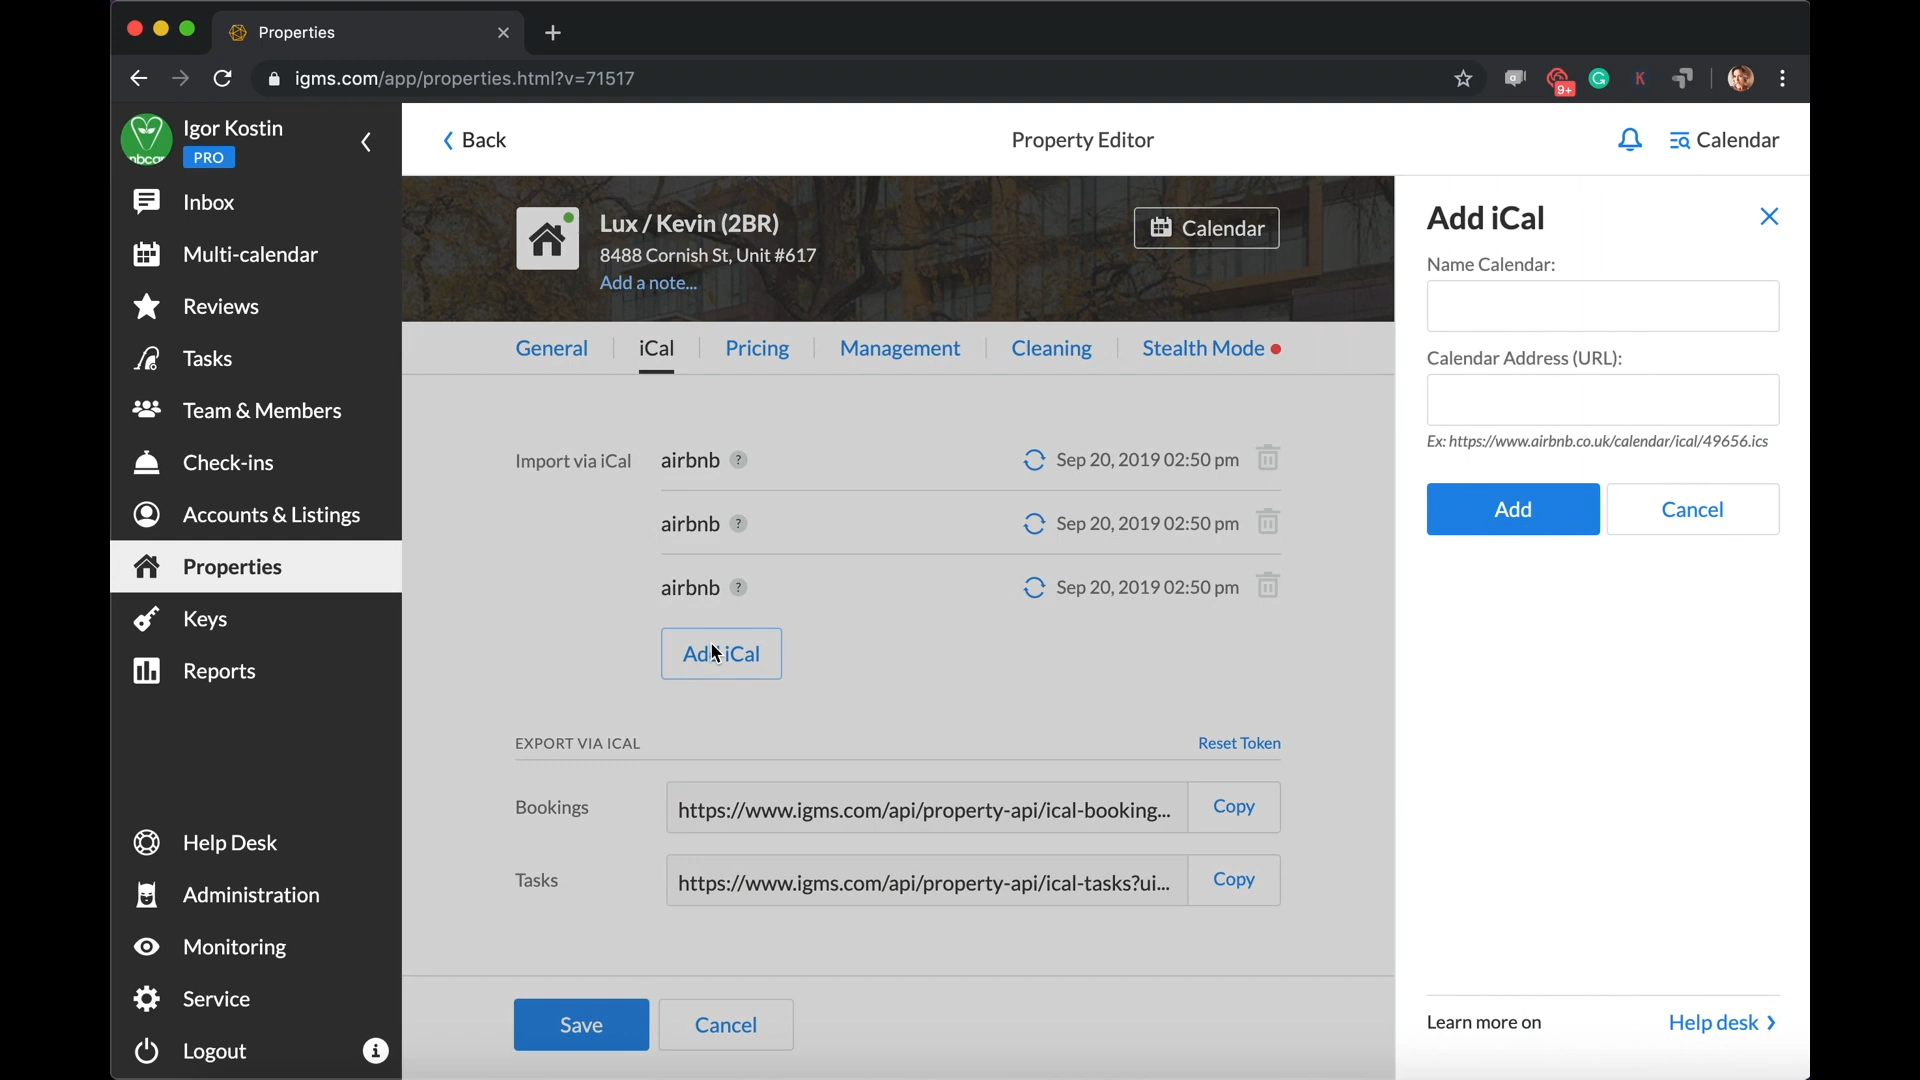 Properties
igms.com/app/properties.html?v=71517
9+
K
Igor Kostin
PRO
Inbox
Multi-calendar
Reviews
Tasks
Team & Members
Check-ins
Accounts & Listings
Properties
Keys
Reports
Help Desk
Administration
Monitoring
Service
Logout
Back
Property Editor
Calendar
Lux / Kevin (2BR)
8488 Cornish St, Unit #617
Add a note...
Calendar
General
iCal
Pricing
Management
Cleaning
Stealth Mode
Import via iCal
airbnb ?
Sep 20, 2019 02:50 pm
airbnb ?
Sep 20, 2019 02:50 pm
airbnb ?
Sep 20, 2019 02:50 pm
Add iCal
EXPORT VIA ICAL
Reset Token
Bookings
https://www.igms.com/api/property-api/ical-booking...
Copy
Tasks
https://www.igms.com/api/property-api/ical-tasks?ui...
Copy
Save
Cancel
Add iCal
Name Calendar:
Calendar Address (URL):
Ex: https://www.airbnb.co.uk/calendar/ical/49656.ics
Add
Cancel
Learn more on
Help desk